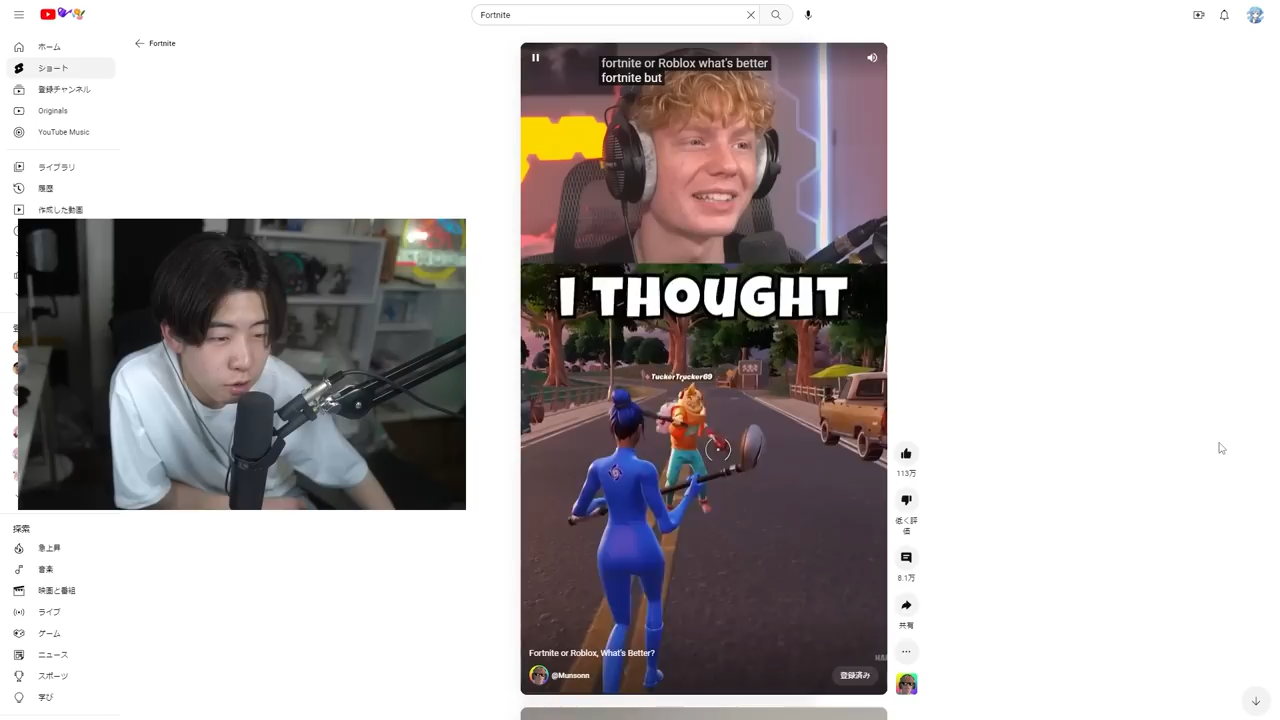 Fortnite
ホーム
Fortnite
ショート
登録チャンネル
Originals
YouTube Music
ライブラリ
履歴
作成した動画
fortnite or Roblox what's better
fortnite but
I THOUGHT
TuckerTrucker69
113万
低く評
価
8.1万
共有
探索
急上昇
音楽
映画と番組
ライブ
ゲーム
ニュース
スポーツ
学び
Fortnite or Roblox, What's Better?
@Munsonn
登録済み